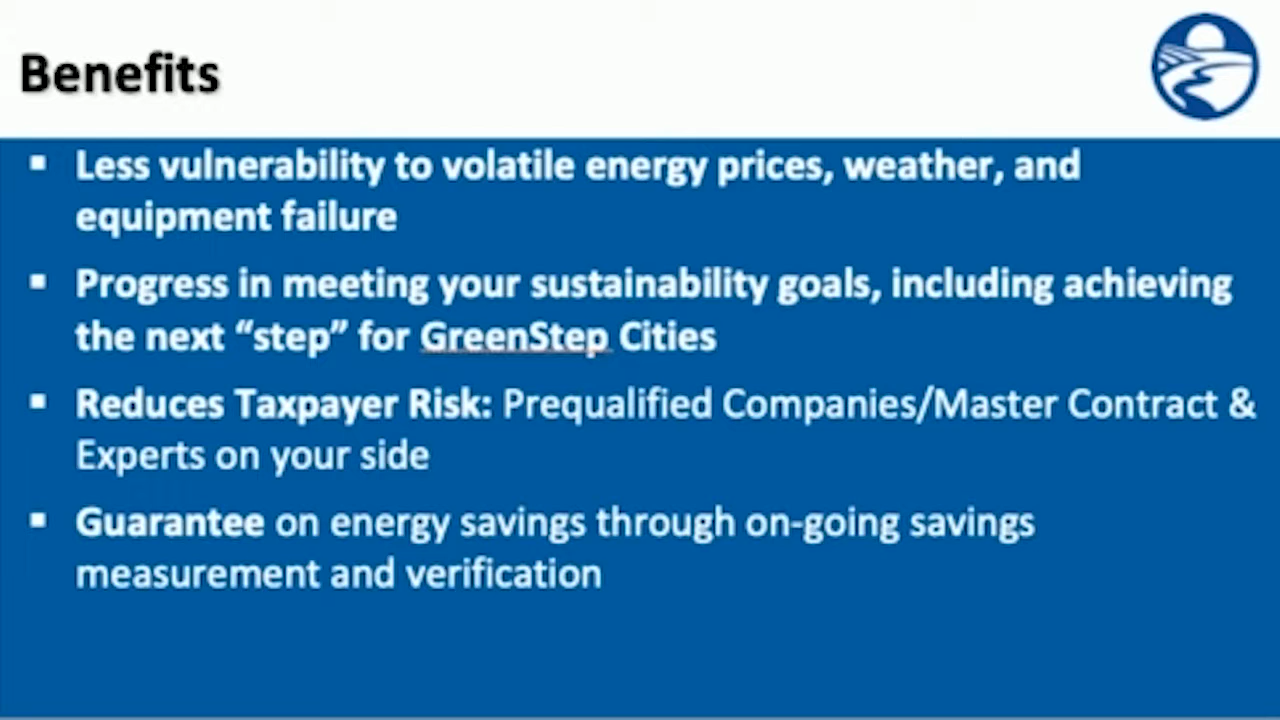 Benefits
▪ Less vulnerability to volatile energy prices, weather, and
equipment failure
▪ Progress in meeting your sustainability goals, including achieving
the next “step” for GreenStep Cities
▪ Reduces Taxpayer Risk: Prequalified Companies/Master Contract &
Experts on your side
▪ Guarantee on energy savings through on-going savings
measurement and verification